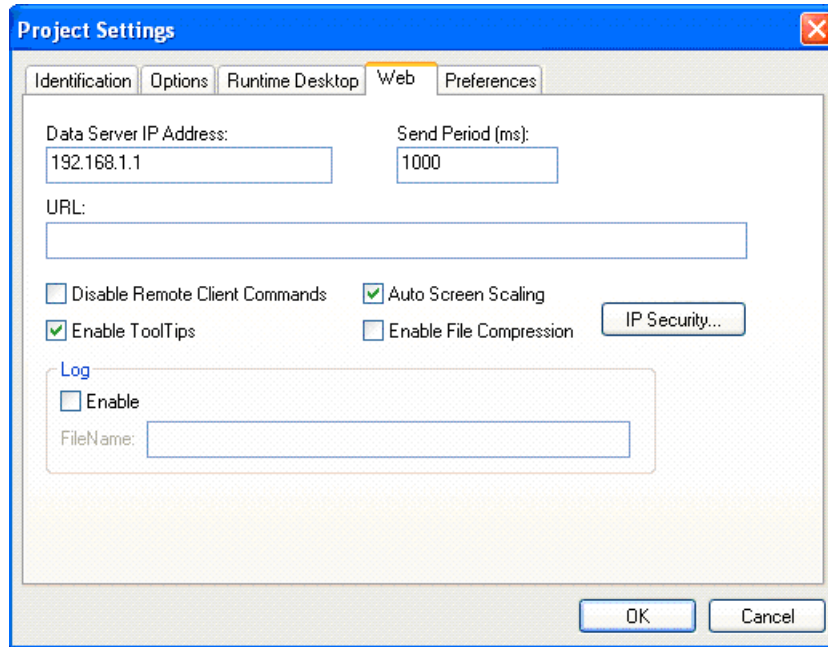 Project Settings
Identification Options Runtime Desktop Web Preferences
Data Server IP Address: Send Period (ms):
192.168.1.1 1000
URL:
Disable Remote Client Commands Auto Screen Scaling
Enable ToolTips Enable File Compression IP Security...
Log
Enable
FileName:
OK Cancel